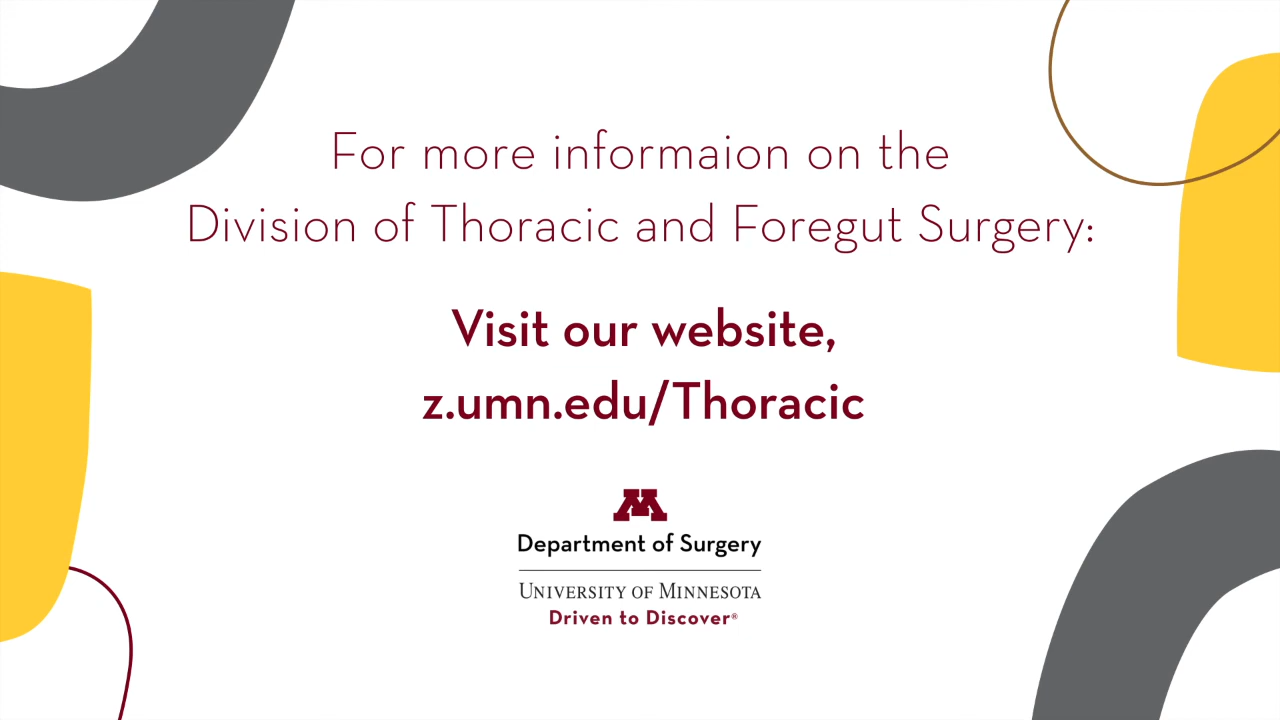 For more informaion on the
Division of Thoracic and Foregut Surgery:
Visit our website,
z.umn.edu/Thoracic
M
Department of Surgery
University of Minnesota
Driven to Discover®